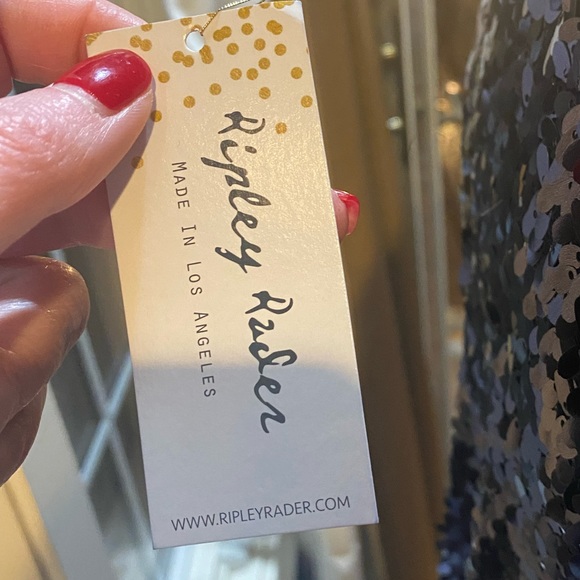 Ripley Rader
MADE IN LOS ANGELES
WWW.RIPLEYRADER.COM